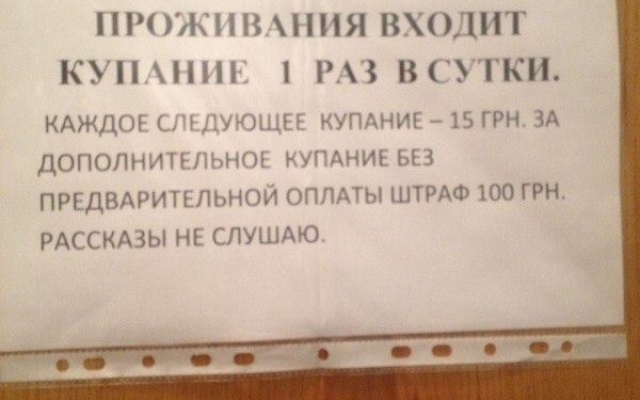 ПРОЖИВАНИЯ ВХОДИТ
КУПАНИЕ 1 РАЗ В СУТКИ.
КАЖДОЕ СЛЕДУЮЩЕЕ КУПАНИЕ – 15 ГРН. ЗА
ДОПОЛНИТЕЛЬНОЕ КУПАНИЕ БЕЗ
ПРЕДВАРИТЕЛЬНОЙ ОПЛАТЫ ШТРАФ 100 ГРН.
РАССКАЗЫ НЕ СЛУШАЮ.